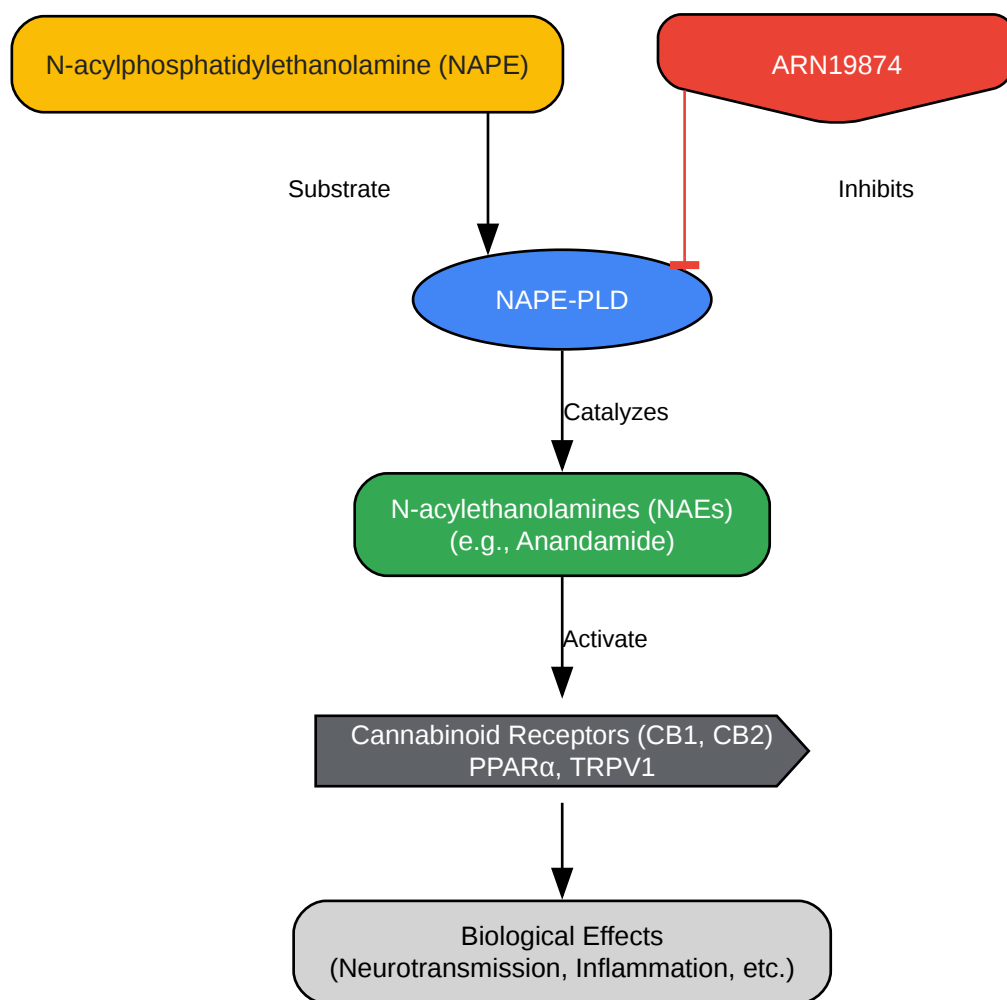 N-acylphosphatidylethanolamine (NAPE)
ARN19874
Substrate
Inhibits
NAPE-PLD
Catalyzes
N-acylethanolamines (NAEs)
(e.g., Anandamide)
Activate
Cannabinoid Receptors (CB1, CB2)
PPARα, TRPV1
Biological Effects
(Neurotransmission, Inflammation, etc.)